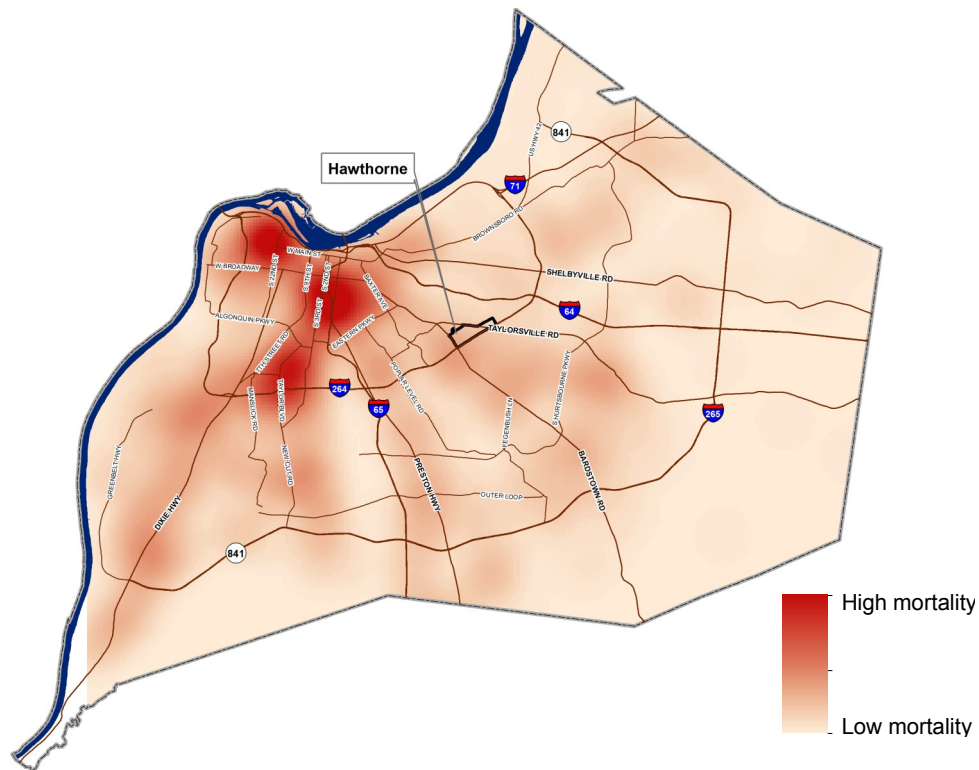 US HWY 42
841
Hawthorne
71
BROWNSBORO RD
W MAIN ST
W BROADWAY
S 22ND ST
S 9TH ST
S 2ND ST
BAXTER AVE
SHELBYVILLE RD
S 3RD ST
ALGONQUIN PKWY
EASTERN PKWY
64
TAYLORSVILLE RD
7TH STREET RD
264
POPLAR LEVEL RD
S HURTSBOURNE PKWY
MANSLICK RD
TAYLOR BLVD
65
FEGENBUSH LN
265
GREENBELT HWY
NEW CUT RD
PRESTON HWY
BARDSTOWN RD
DIXIE HWY
OUTER LOOP
841
High mortality
Low mortality